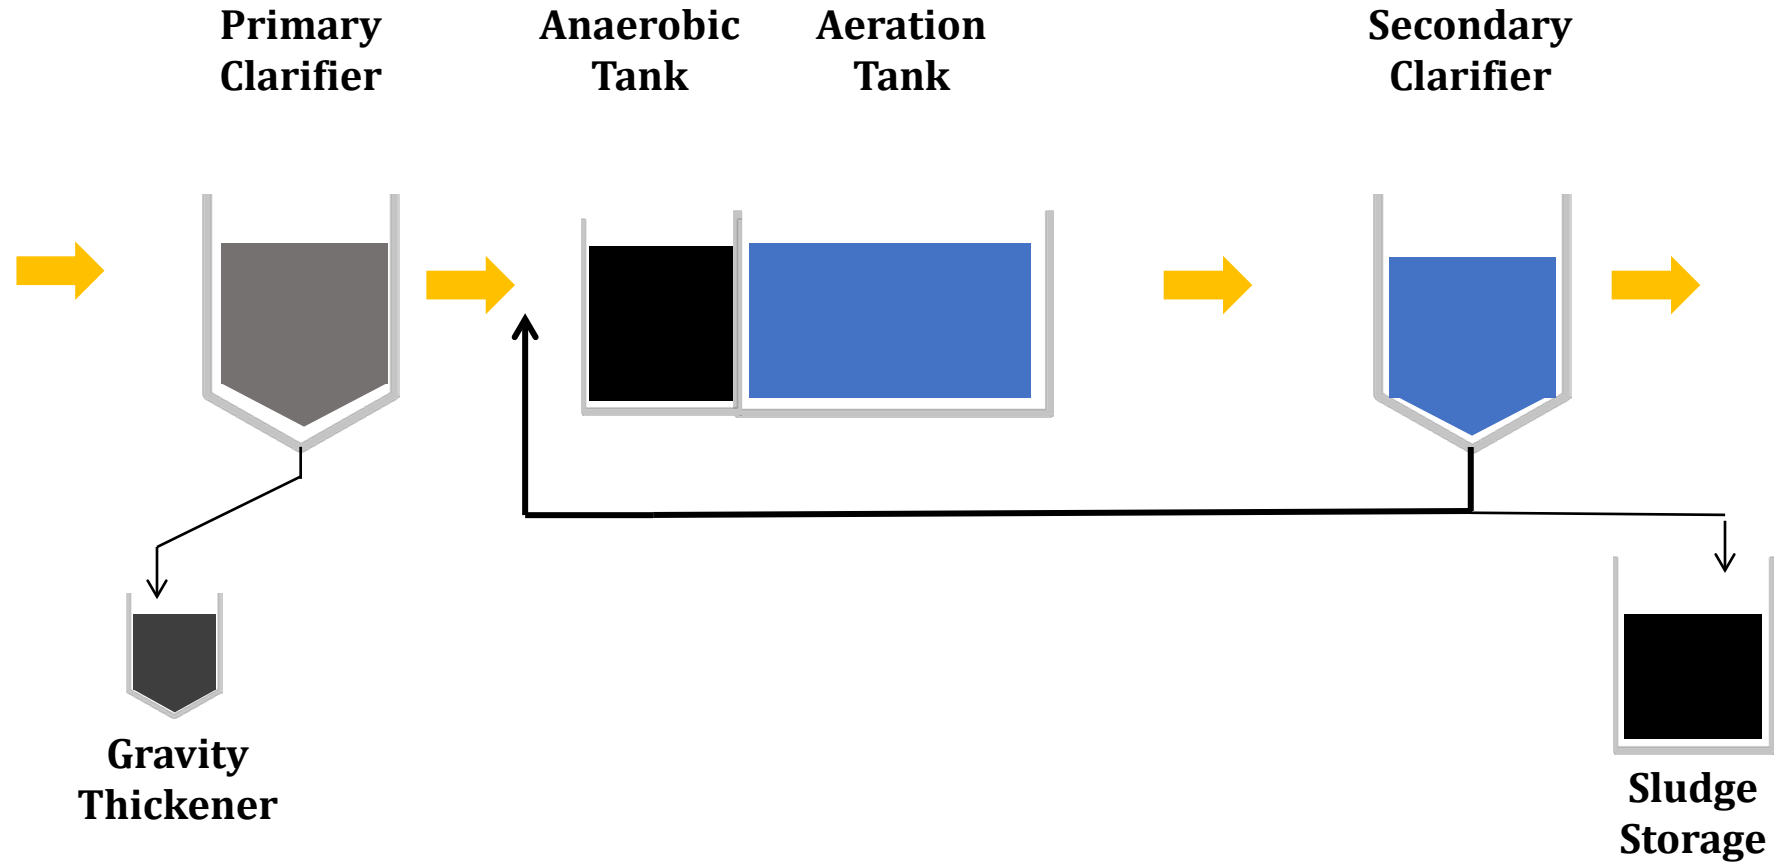 Primary
Clarifier
Anaerobic
Tank
Aeration
Tank
Secondary
Clarifier
Gravity
Thickener
Sludge
Storage